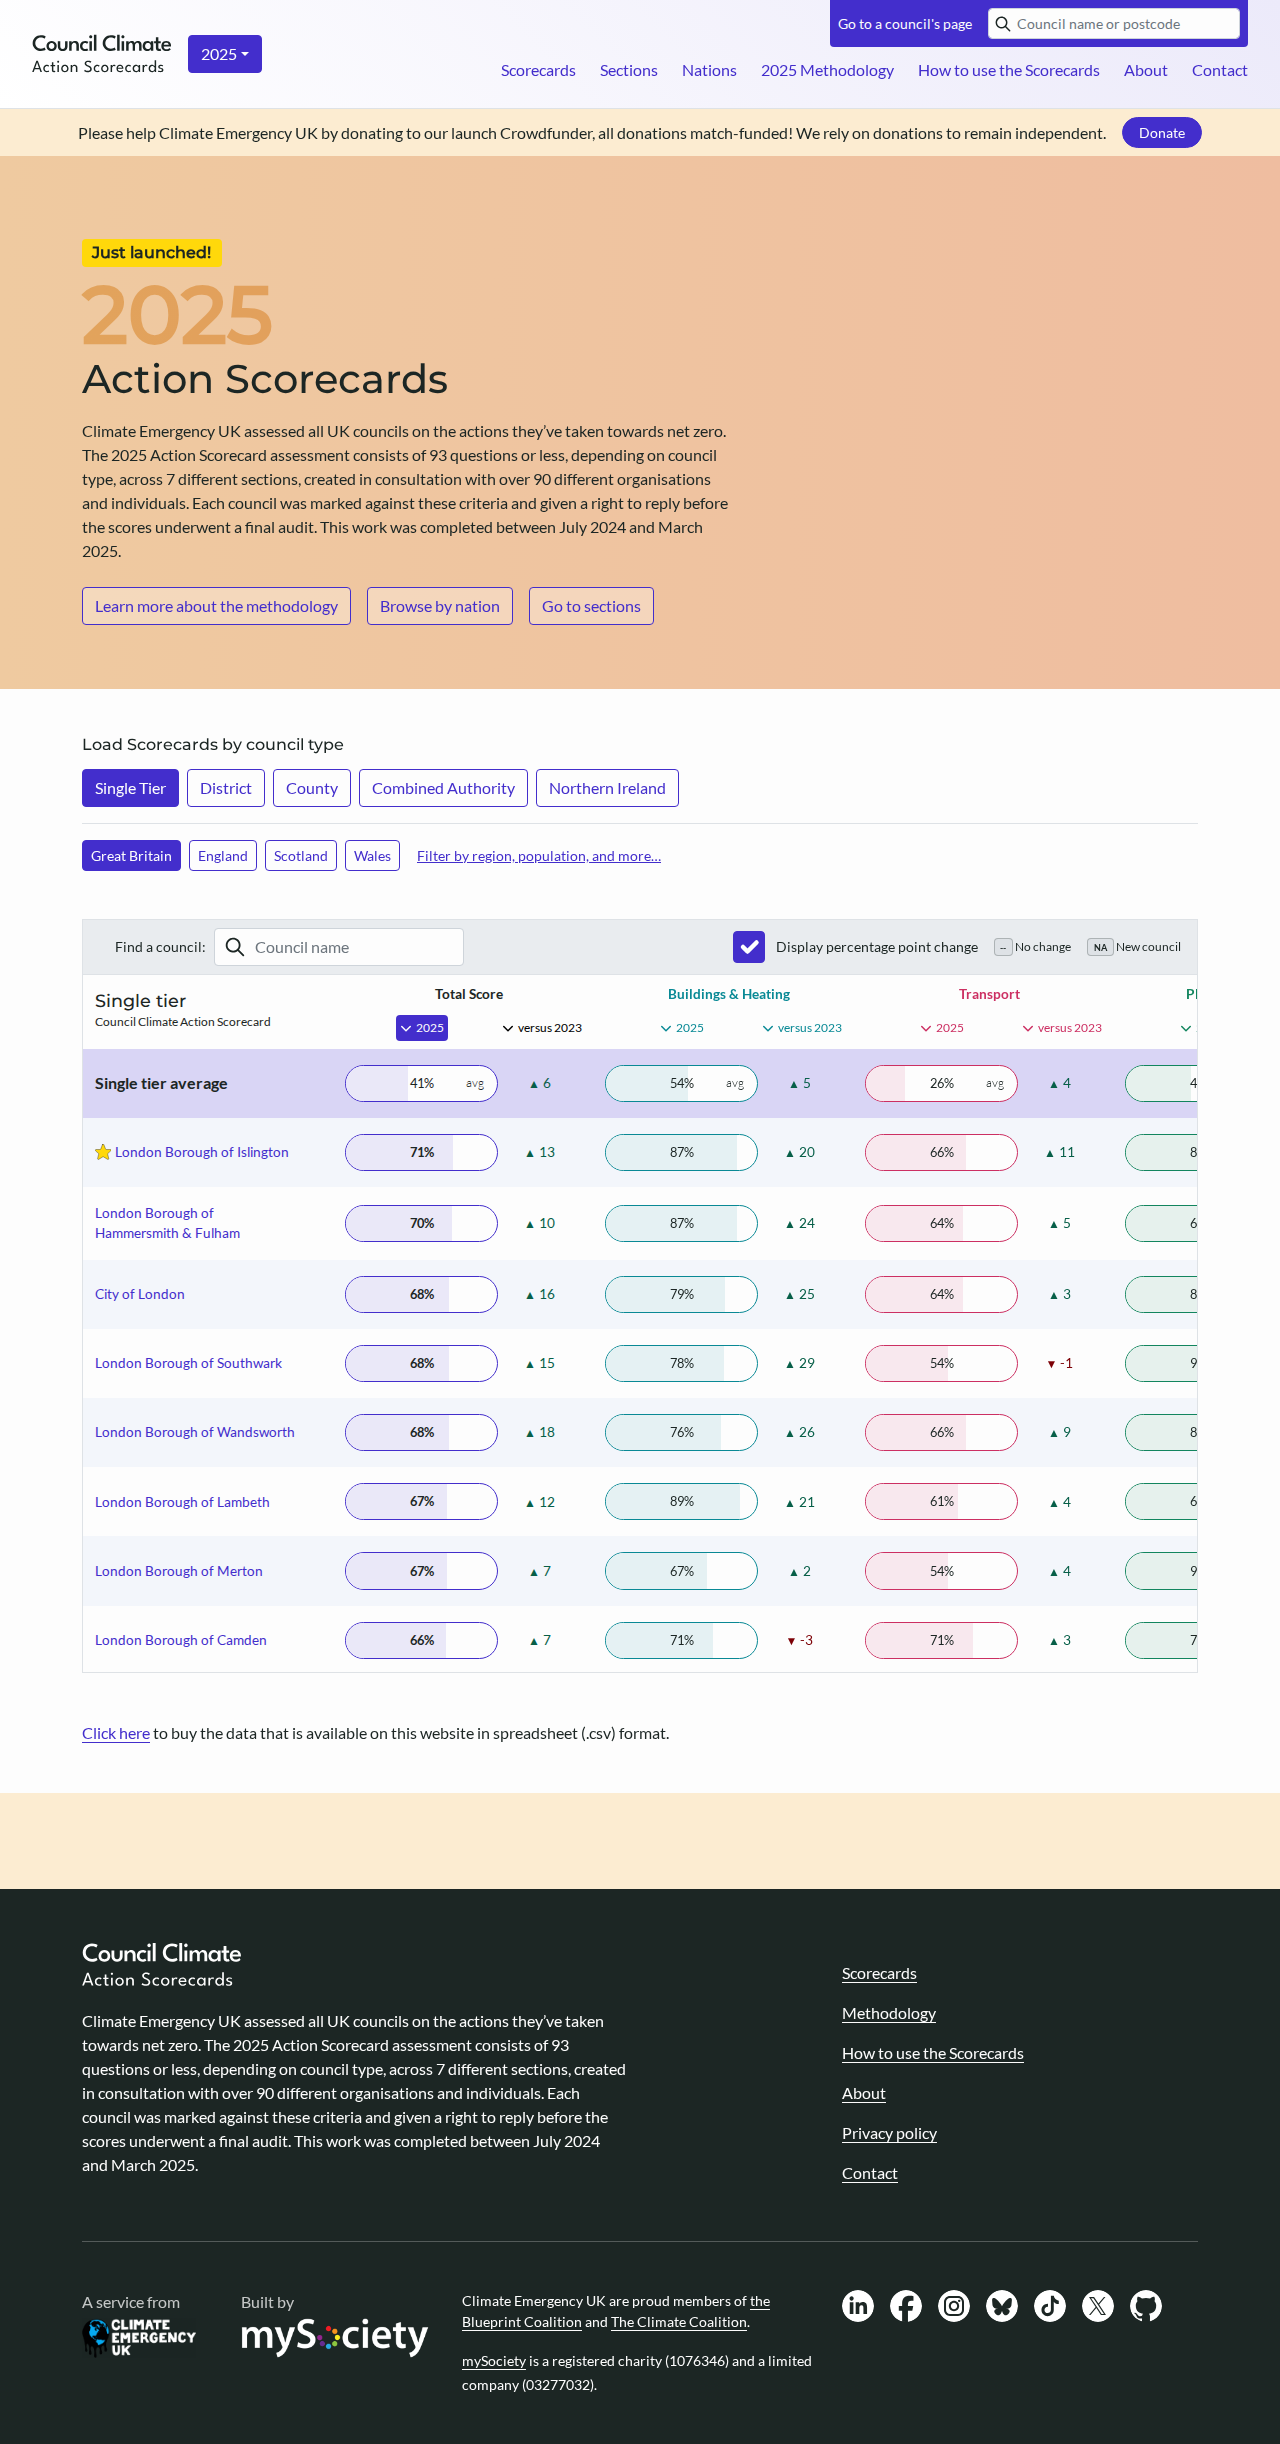 Council Climate
Action Scorecards
2025
Go to a council's page
Council name or postcode
Scorecards
Sections
Nations
2025 Methodology
How to use the Scorecards
About
Contact
Please help Climate Emergency UK by donating to our launch Crowdfunder, all donations match-funded! We rely on donations to remain independent.
Donate
Just launched!
2025
Action Scorecards
Climate Emergency UK assessed all UK councils on the actions they’ve taken towards net zero.
The 2025 Action Scorecard assessment consists of 93 questions or less, depending on council
type, across 7 different sections, created in consultation with over 90 different organisations
and individuals. Each council was marked against these criteria and given a right to reply before
the scores underwent a final audit. This work was completed between July 2024 and March
2025.
Learn more about the methodology
Browse by nation
Go to sections
Load Scorecards by council type
Single Tier
District
County
Combined Authority
Northern Ireland
Great Britain
England
Scotland
Wales
Filter by region, population, and more…
Find a council:
Council name
Display percentage point change
-- No change
NA New council
Single tier
Council Climate Action Scorecard
Total Score
Buildings & Heating
Transport
2025
versus 2023
2025
versus 2023
2025
versus 2023
Single tier average
41% avg ▲ 6 54% avg ▲ 5 26% avg ▲ 4
London Borough of Islington
71% ▲ 13 87% ▲ 20 66% ▲ 11
London Borough of
Hammersmith & Fulham
70% ▲ 10 87% ▲ 24 64% ▲ 5
City of London
68% ▲ 16 79% ▲ 25 64% ▲ 3
London Borough of Southwark
68% ▲ 15 78% ▲ 29 54% ▼ -1
London Borough of Wandsworth
68% ▲ 18 76% ▲ 26 66% ▲ 9
London Borough of Lambeth
67% ▲ 12 89% ▲ 21 61% ▲ 4
London Borough of Merton
67% ▲ 7 67% ▲ 2 54% ▲ 4
London Borough of Camden
66% ▲ 7 71% ▼ -3 71% ▲ 3
Click here to buy the data that is available on this website in spreadsheet (.csv) format.
Council Climate
Action Scorecards
Climate Emergency UK assessed all UK councils on the actions they’ve taken
towards net zero. The 2025 Action Scorecard assessment consists of 93
questions or less, depending on council type, across 7 different sections, created
in consultation with over 90 different organisations and individuals. Each
council was marked against these criteria and given a right to reply before the
scores underwent a final audit. This work was completed between July 2024
and March 2025.
Scorecards
Methodology
How to use the Scorecards
About
Privacy policy
Contact
A service from
CLIMATE
EMERGENCY
UK
Built by
mySociety
Climate Emergency UK are proud members of the
Blueprint Coalition and The Climate Coalition.
mySociety is a registered charity (1076346) and a limited
company (03277032).